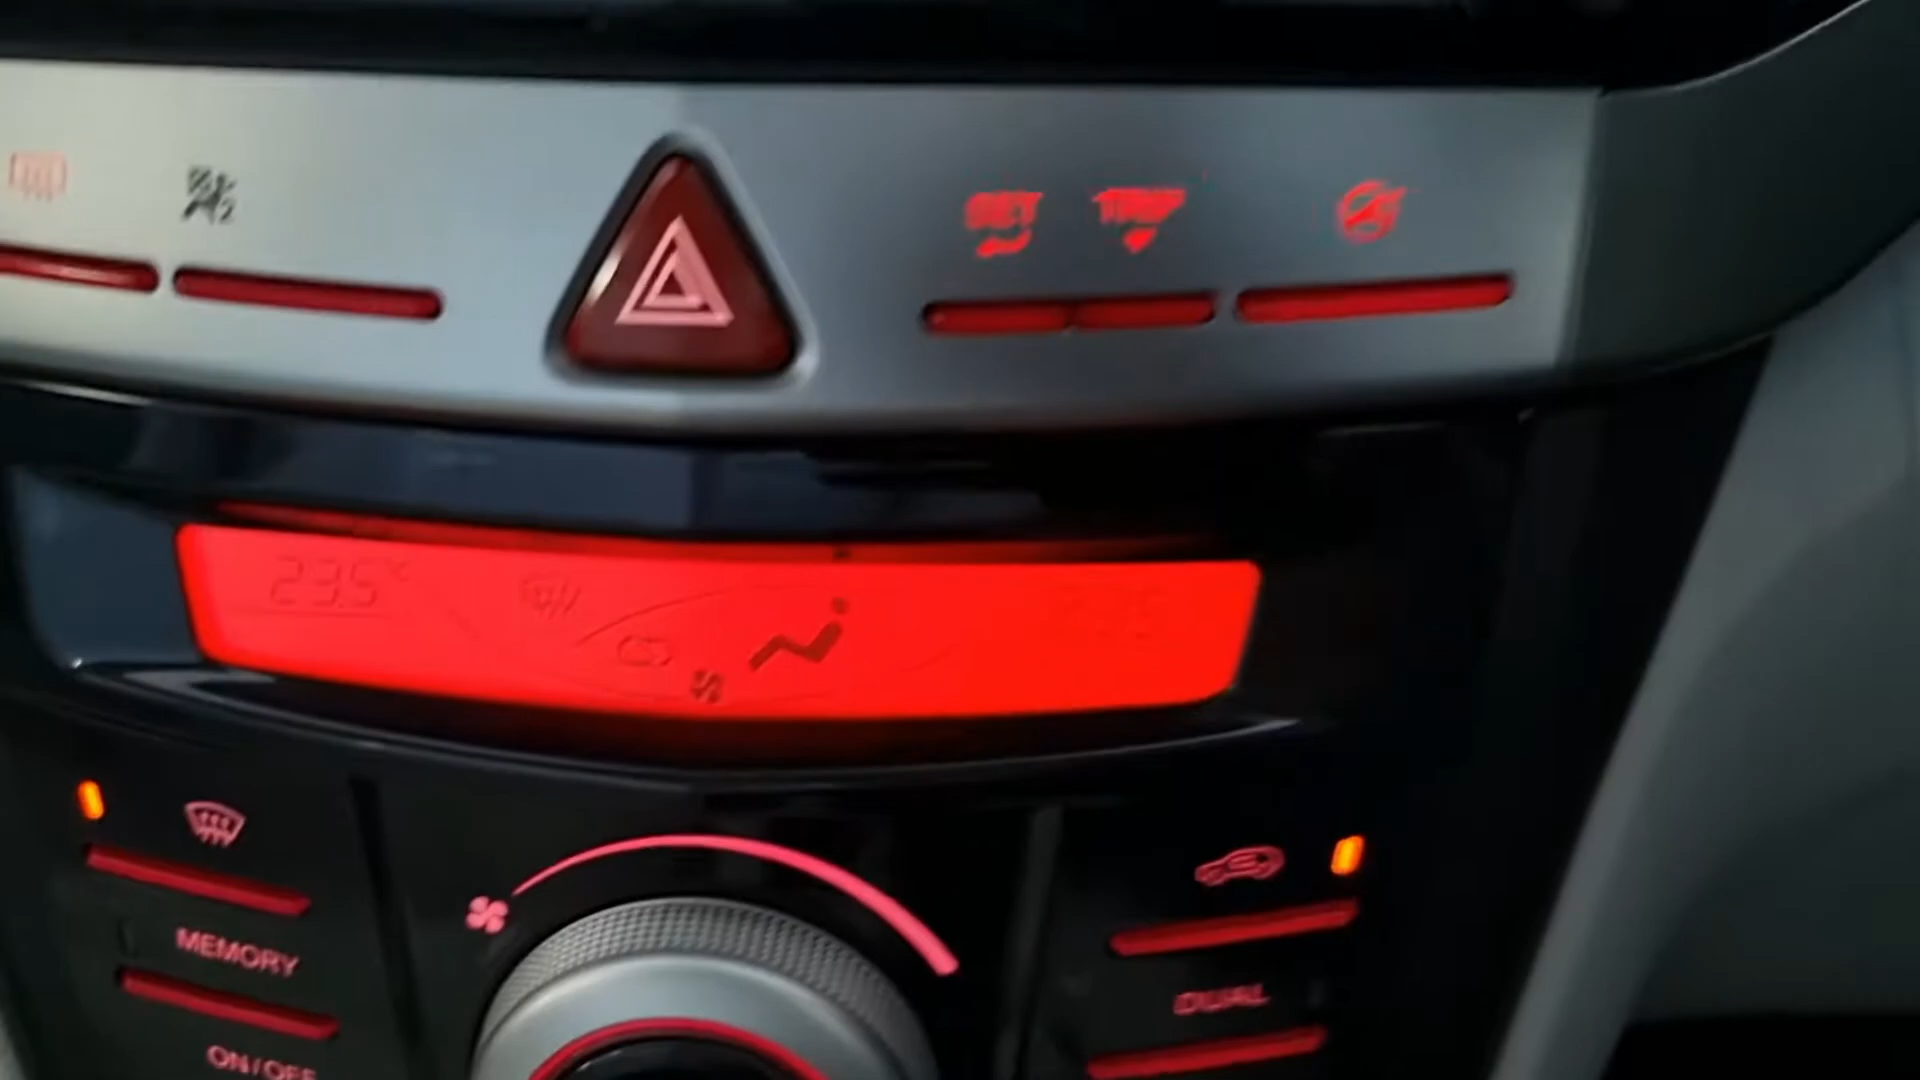 SET TRIP
23.5°C
MEMORY
DUAL
ON/OFF